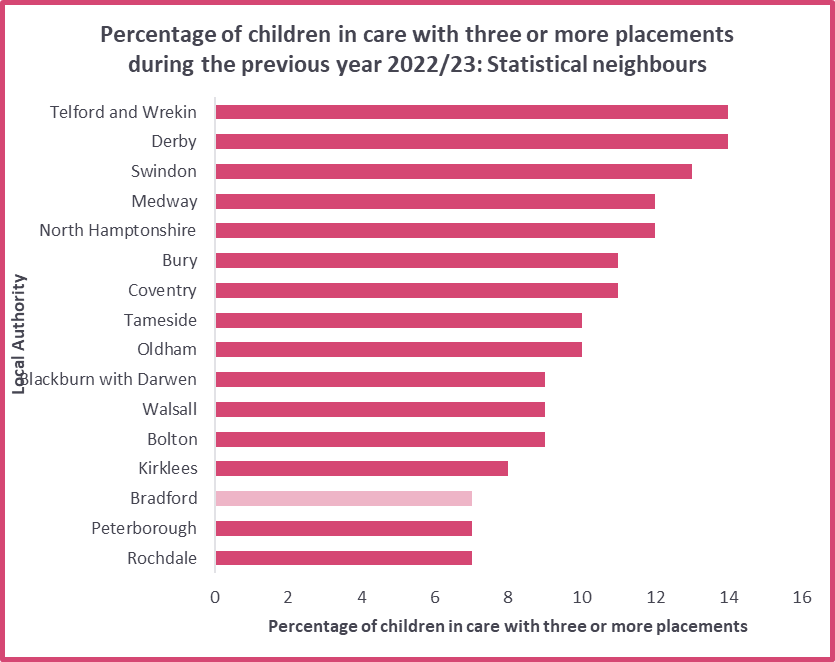 Percentage of children in care with three or more placements
during the previous year 2022/23: Statistical neighbours
Local Authority
Telford and Wrekin
Derby
Swindon
Medway
North Hamptonshire
Bury
Coventry
Tameside
Oldham
Blackburn with Darwen
Walsall
Bolton
Kirklees
Bradford
Peterborough
Rochdale
0 2 4 6 8 10 12 14 16
Percentage of children in care with three or more placements